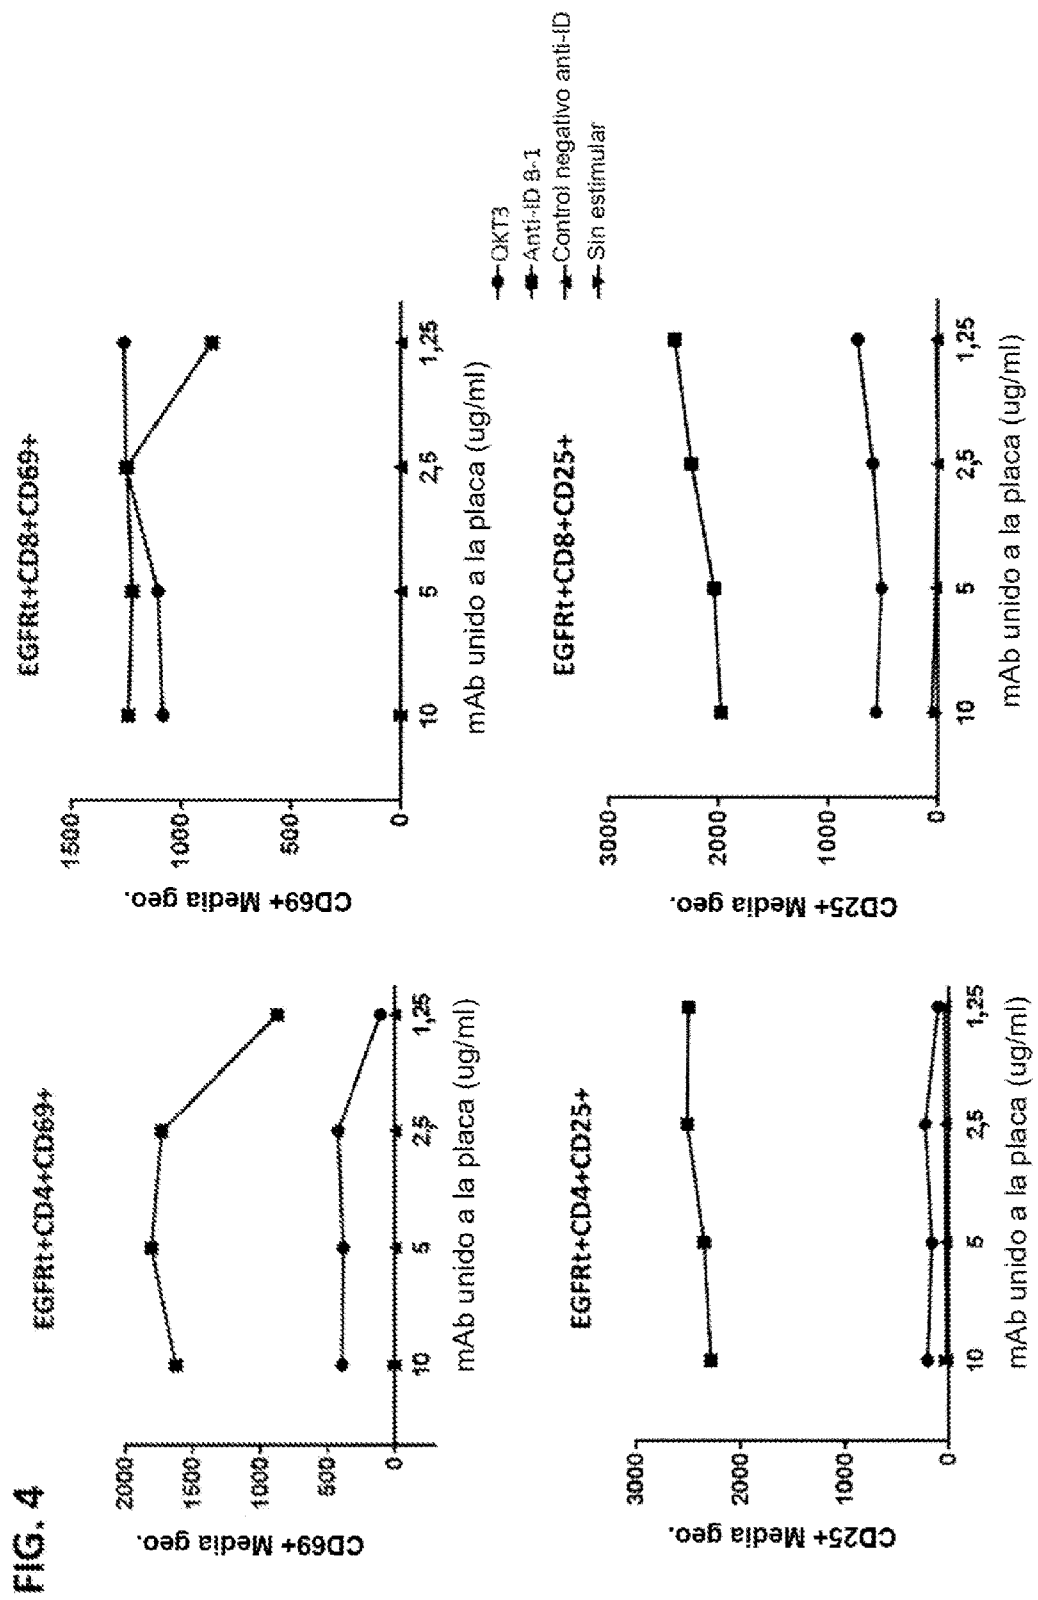 FIG. 4
EGFRt+CD4+CD69+
CD69+ Media geo.
2000
1500
1000
500
0
10
5
2,5
1,25
mAb unido a la placa (ug/ml)
EGFRt+CD8+CD69+
CD69+ Media geo.
1500
1000
500
0
10
5
2,5
1,25
mAb unido a la placa (ug/ml)
OKT3
Anti-ID B-1
Control negativo anti-ID
Sin estimular
EGFRt+CD4+CD25+
CD25+ Media geo.
3000
2000
1000
0
10
5
2,5
1,25
mAb unido a la placa (ug/ml)
EGFRt+CD8+CD25+
CD25+ Media geo.
3000
2000
1000
0
10
5
2,5
1,25
mAb unido a la placa (ug/ml)